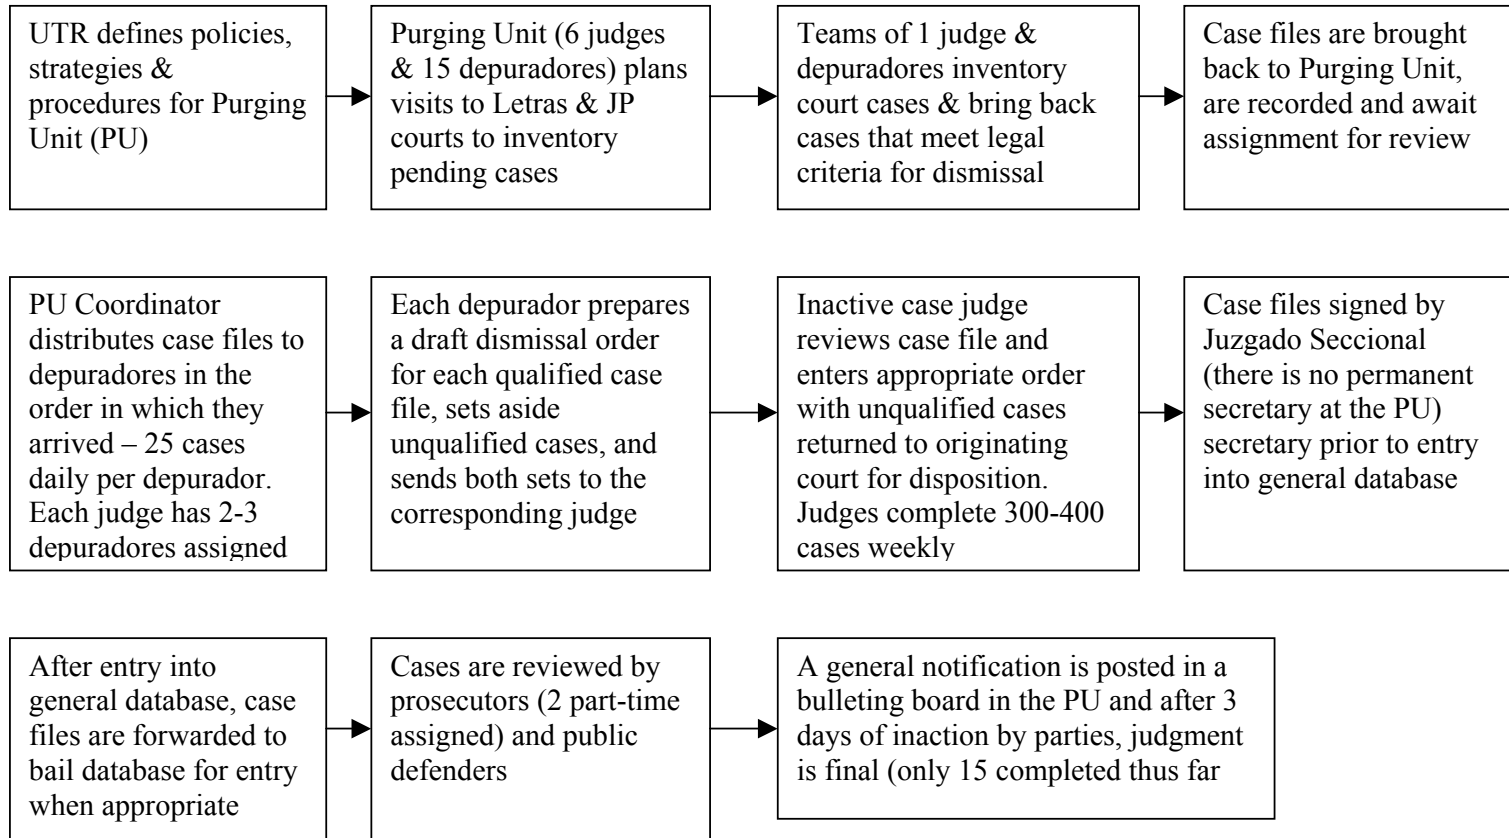 UTR defines policies,
strategies &
procedures for Purging
Unit (PU)
Purging Unit (6 judges
& 15 depuradores) plans
visits to Letras & JP
courts to inventory
pending cases
Teams of 1 judge &
depuradores inventory
court cases & bring back
cases that meet legal
criteria for dismissal
Case files are brought
back to Purging Unit,
are recorded and await
assignment for review
PU Coordinator
distributes case files to
depuradores in the
order in which they
arrived – 25 cases
daily per depurador.
Each judge has 2-3
depuradores assigned
Each depurador prepares
a draft dismissal order
for each qualified case
file, sets aside
unqualified cases, and
sends both sets to the
corresponding judge
Inactive case judge
reviews case file and
enters appropriate order
with unqualified cases
returned to originating
court for disposition.
Judges complete 300-400
cases weekly
Case files signed by
Juzgado Seccional
(there is no permanent
secretary at the PU)
secretary prior to entry
into general database
After entry into
general database, case
files are forwarded to
bail database for entry
when appropriate
Cases are reviewed by
prosecutors (2 part-time
assigned) and public
defenders
A general notification is posted in a
bulleting board in the PU and after 3
days of inaction by parties, judgment
is final (only 15 completed thus far